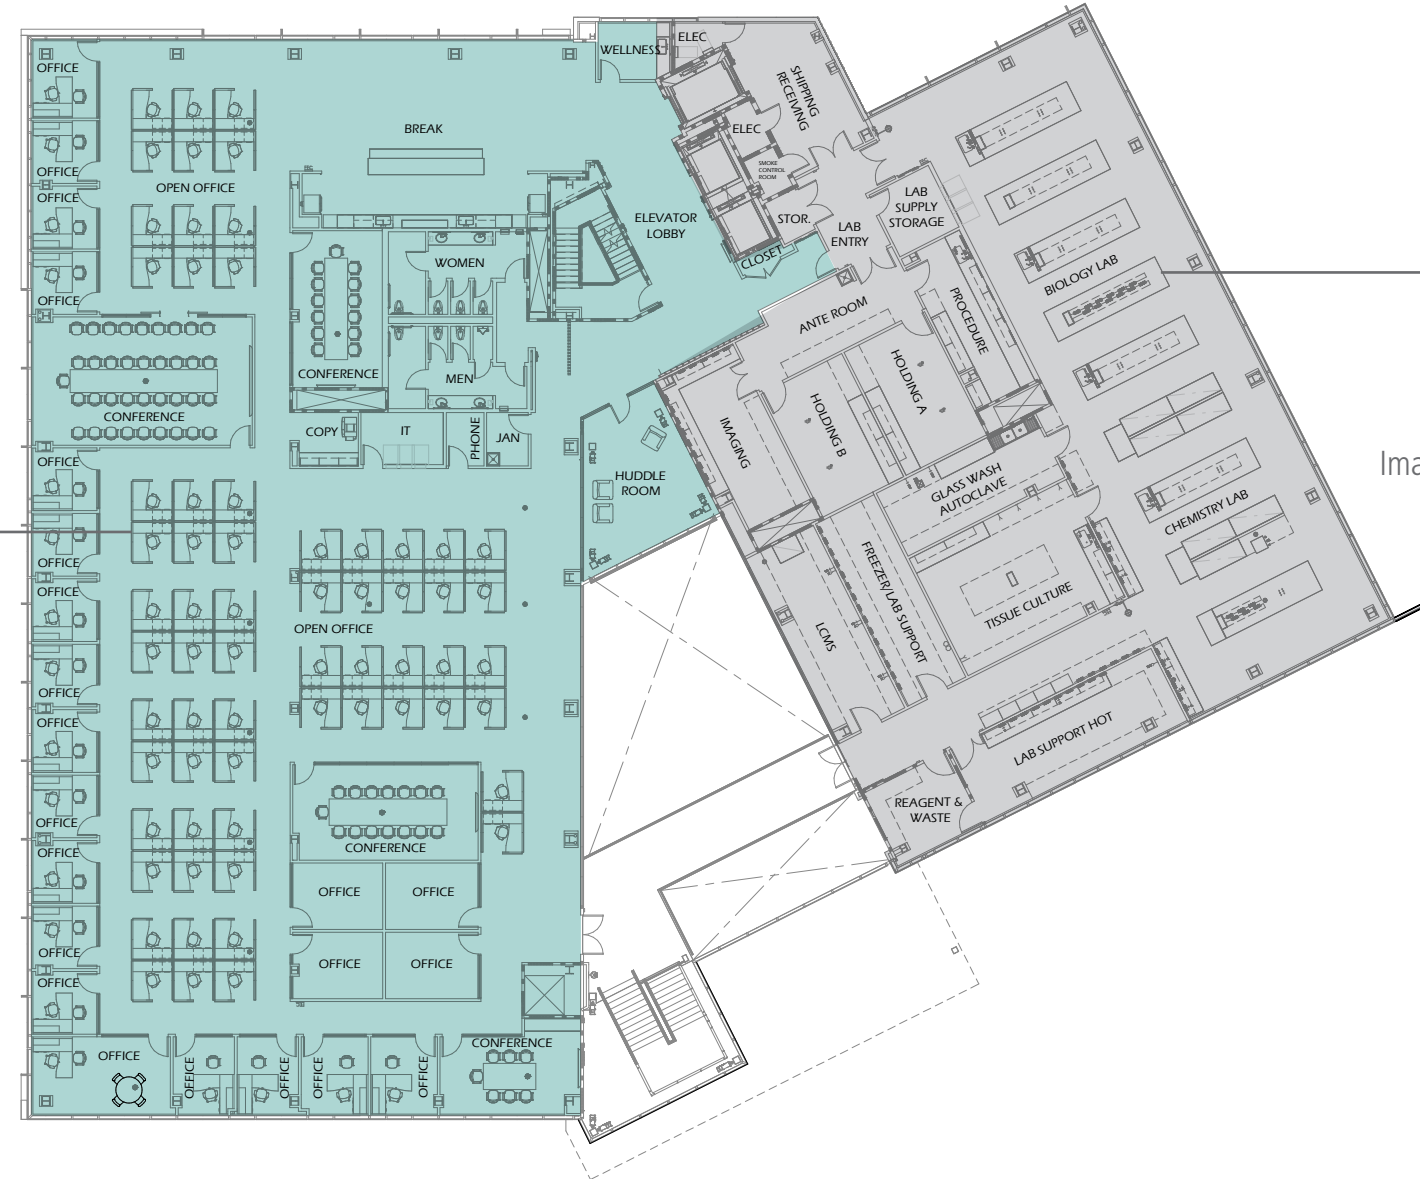 WELLNESS
ELEC
OFFICE
SHIPPING
RECEIVING
BREAK
ELEC
SMOKE
CONTROL
ROOM
OFFICE
OPEN OFFICE
OFFICE
LAB
SUPPLY
STORAGE
STOR.
ELEVATOR
LOBBY
LAB
ENTRY
CLOSET
WOMEN
BIOLOGY LAB
OFFICE
ANTE ROOM
PROCEDURE
CONFERENCE
MEN
HOLDING A
HOLDING B
CONFERENCE
IMAGING
COPY
IT
PHONE
JAN
OFFICE
Ima
HUDDLE
ROOM
GLASS WASH
AUTOCLAVE
CHEMISTRY LAB
OFFICE
OFFICE
FREEZER/LAB SUPPORT
TISSUE CULTURE
OPEN OFFICE
LCMS
OFFICE
OFFICE
LAB SUPPORT HOT
REAGENT &
WASTE
OFFICE
CONFERENCE
OFFICE
OFFICE
OFFICE
OFFICE
OFFICE
OFFICE
OFFICE
CONFERENCE
OFFICE
OFFICE
OFFICE
OFFICE
OFFICE